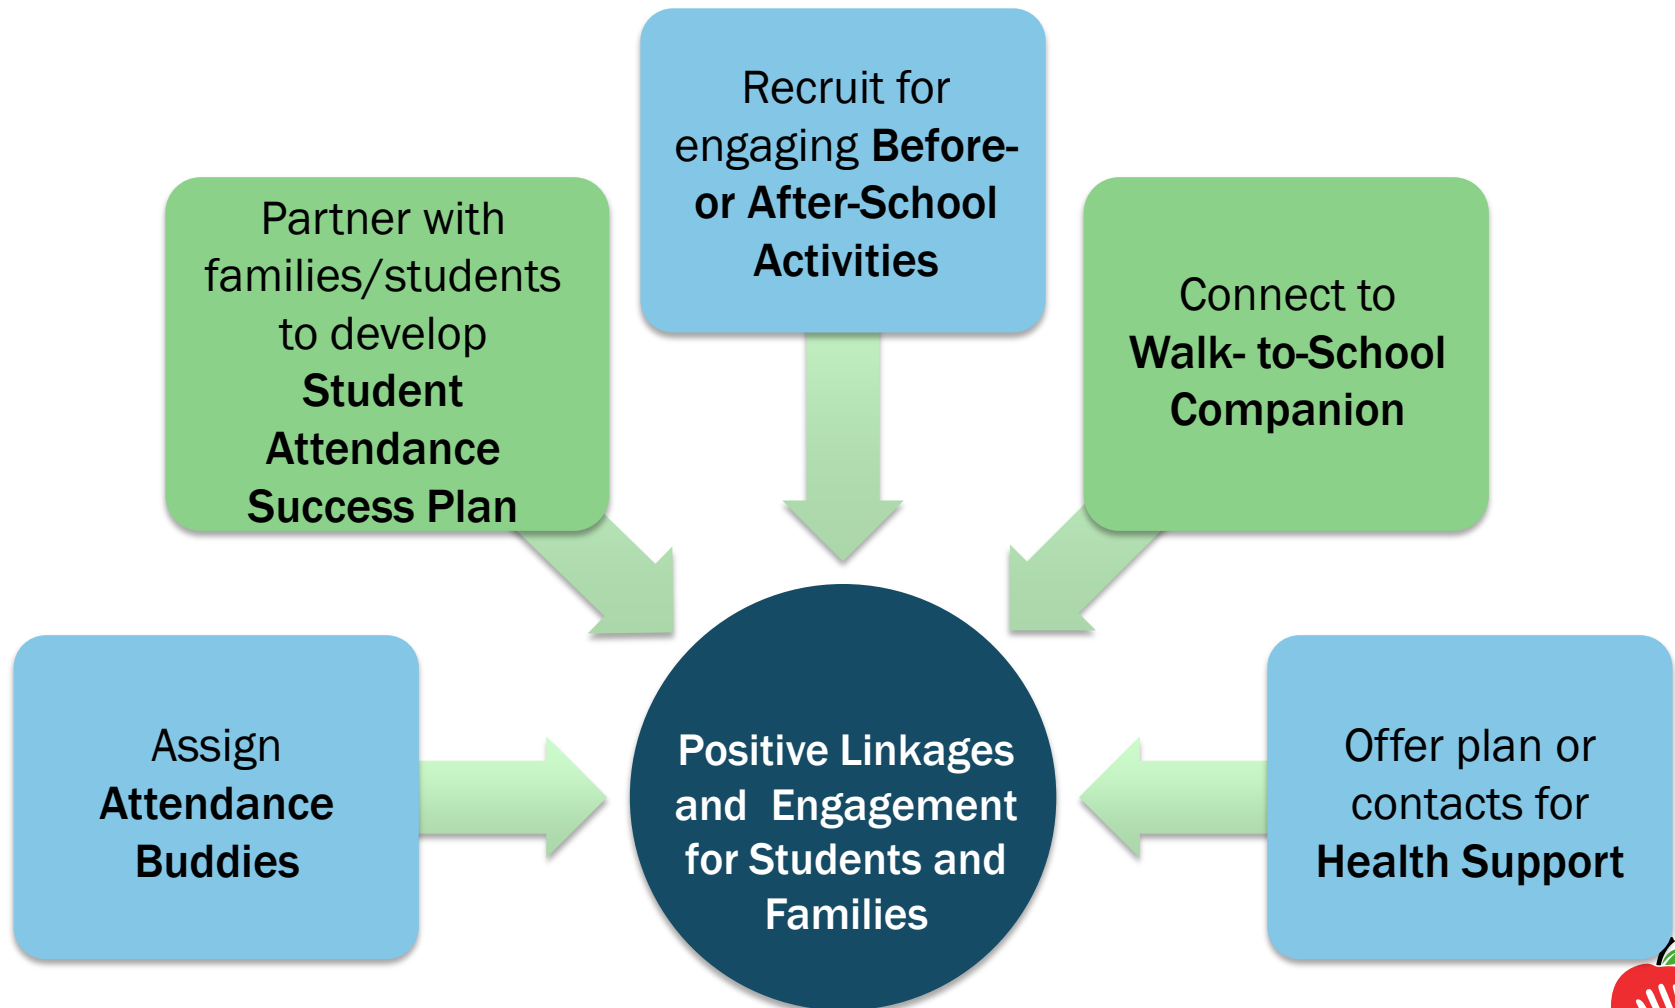 Recruit for
engaging Before-
or After-School
Activities
Partner with
families/students
to develop
Student
Attendance
Success Plan
Connect to
Walk- to-School
Companion
Assign
Attendance
Buddies
Positive Linkages
and  Engagement
for Students and
Families
Offer plan or
contacts for
Health Support